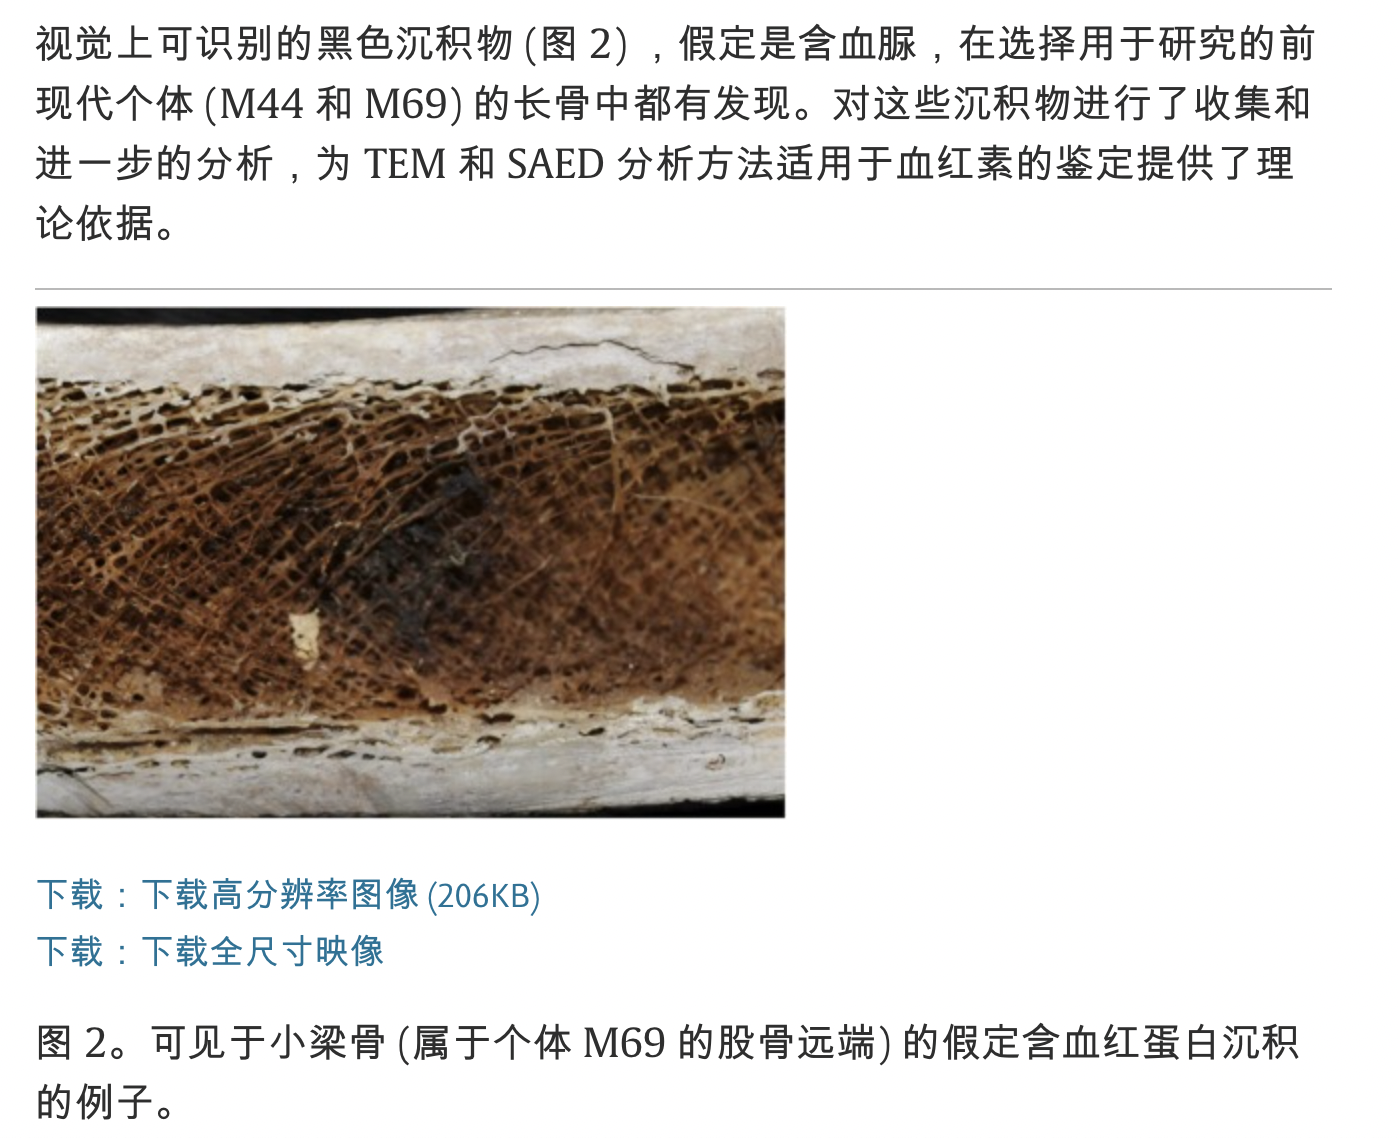 视觉上可识别的黑色沉积物 (图 2) ，假定是含血脲，在选择用于研究的前
现代个体 (M44 和 M69) 的长骨中都有发现。对这些沉积物进行了收集和
进一步的分析，为 TEM 和 SAED 分析方法适用于血红素的鉴定提供了理
论依据。
下载：下载高分辨率图像 (206KB)
下载：下载全尺寸映像
图 2。可见于小梁骨 (属于个体 M69 的股骨远端) 的假定含血红蛋白沉积
的例子。